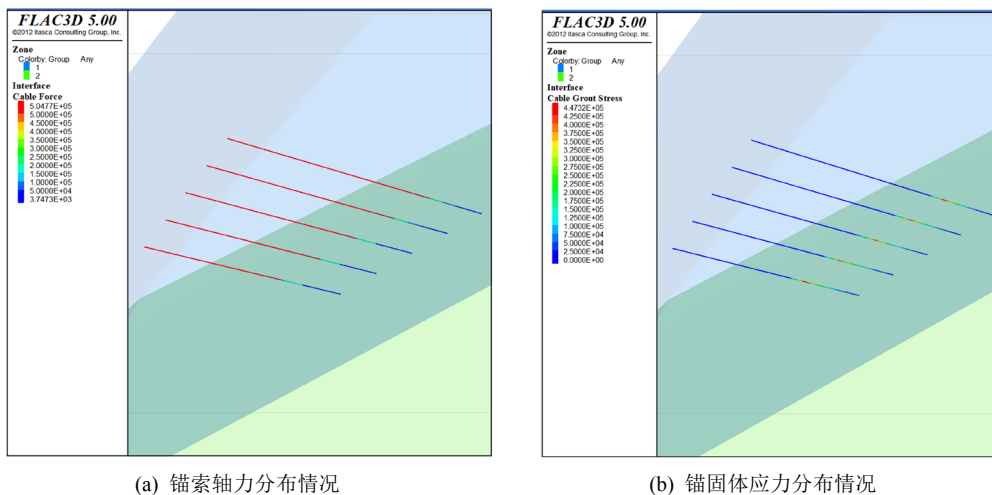 FLAC3D 5.00
©2012 Itasca Consulting Group, Inc.
Zone
Colorby: Group Any
1
2
Interface
Cable Force
5.0477E+05
5.0000E+05
4.5000E+05
4.0000E+05
3.5000E+05
3.0000E+05
2.5000E+05
2.0000E+05
1.5000E+05
1.0000E+05
5.0000E+04
3.7473E+03
(a) 锚索轴力分布情况
FLAC3D 5.00
©2012 Itasca Consulting Group, Inc.
Zone
Colorby: Group Any
1
2
Interface
Cable Grout Stress
4.4732E+05
4.2500E+05
4.0000E+05
3.7500E+05
3.5000E+05
3.2500E+05
3.0000E+05
2.7500E+05
2.5000E+05
2.2500E+05
2.0000E+05
1.7500E+05
1.5000E+05
1.2500E+05
1.0000E+05
7.5000E+04
5.0000E+04
2.5000E+04
0.0000E+00
(b) 锚固体应力分布情况